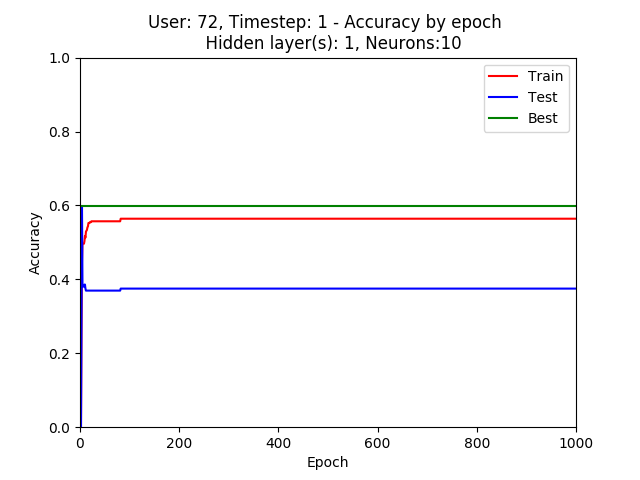 User: 72, Timestep: 1 - Accuracy by epoch
Hidden layer(s): 1, Neurons:10
1.0
0.8
0.6
0.4
0.2
0.0
Accuracy
Train
Test
Best
0 200 400 600 800 1000
Epoch